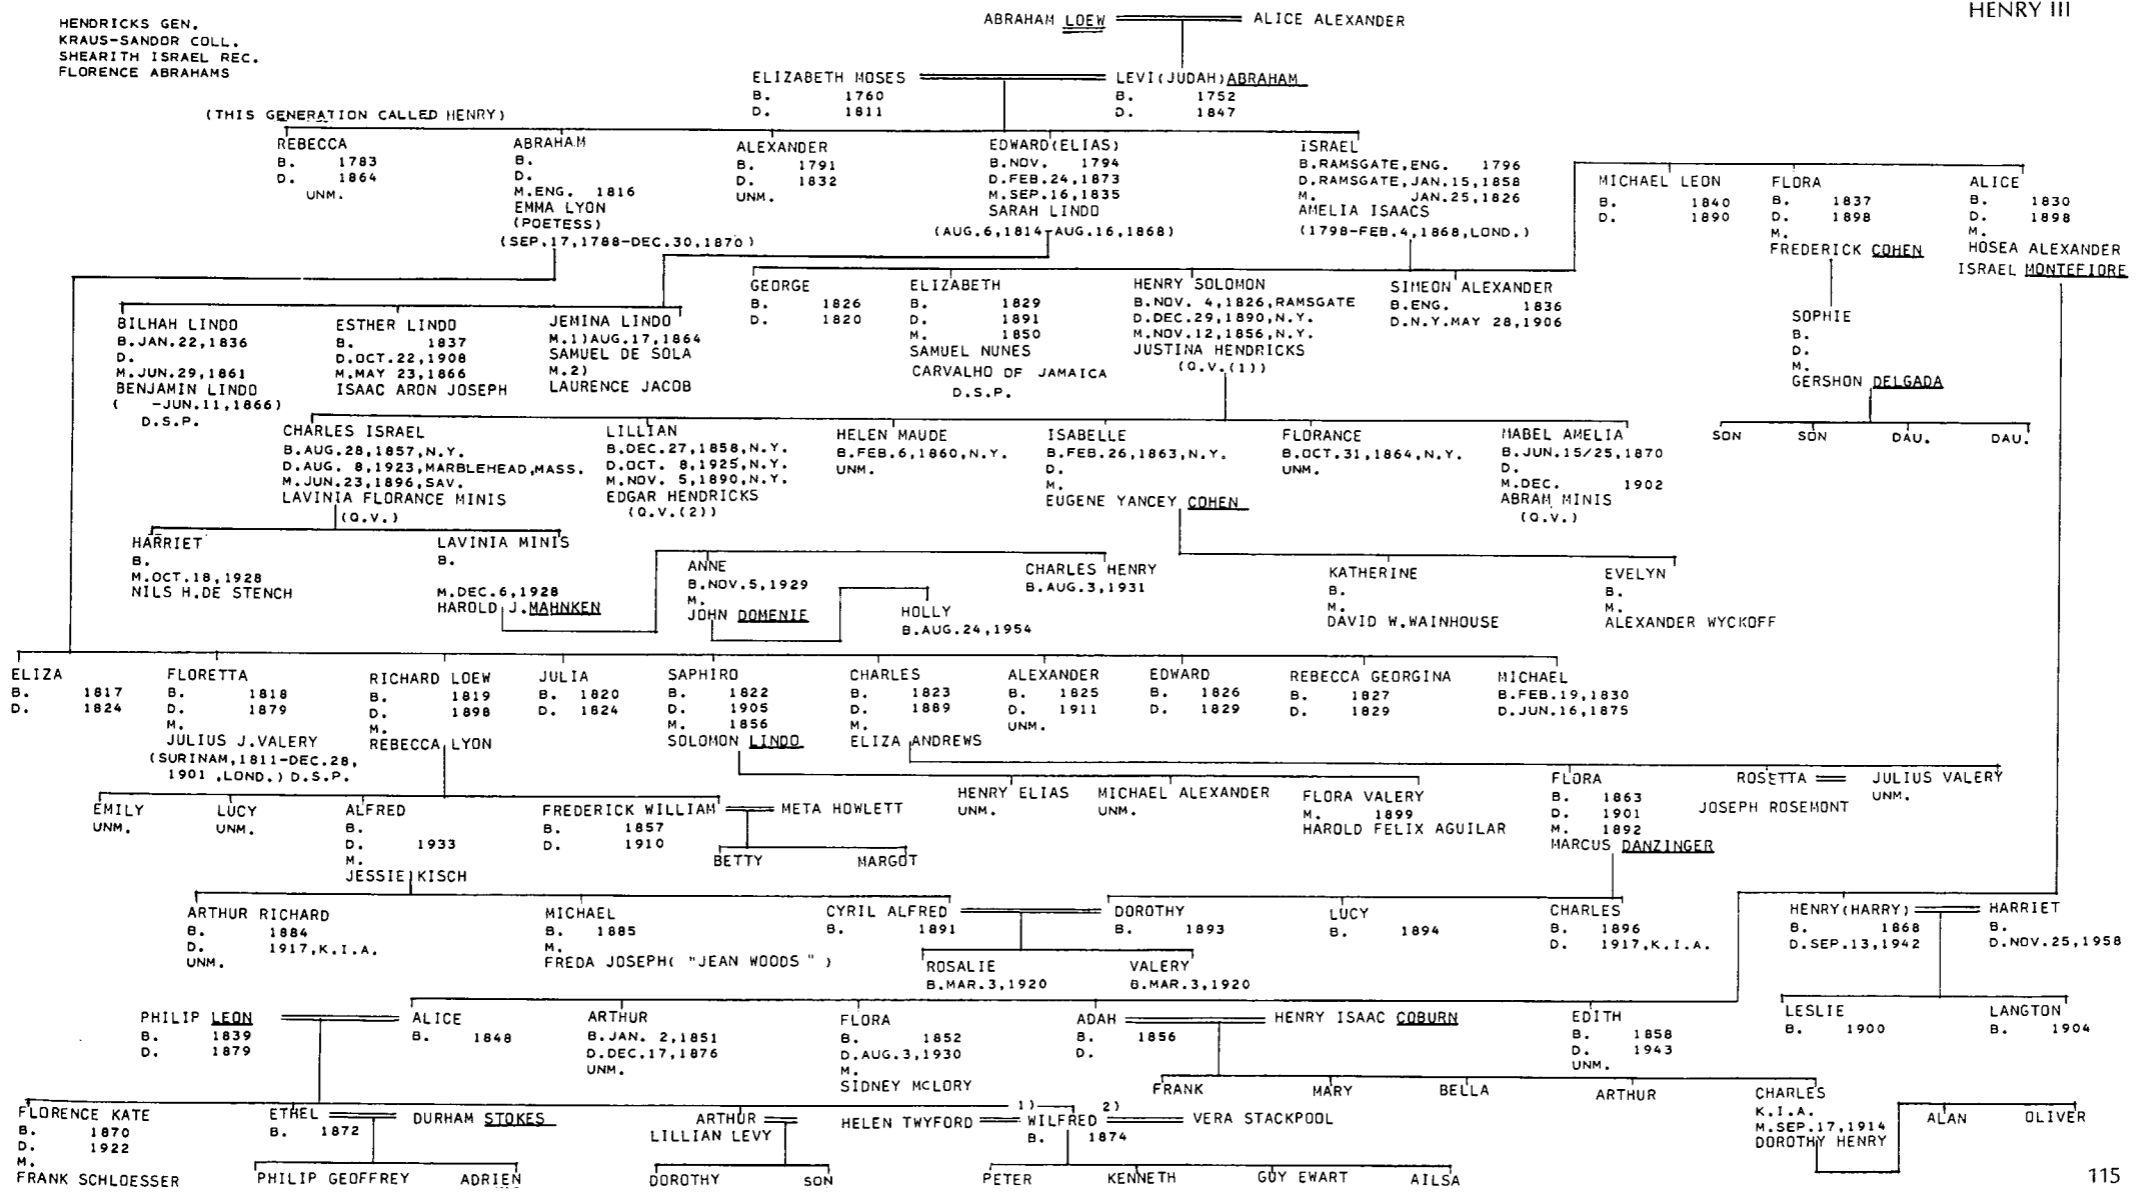 HENRY III
HENDRICKS GEN.
KRAUS-SANDOR COLL.
SHEARITH ISRAEL REC.
FLORENCE ABRAHAMS
ABRAHAM LOEW ALICE ALEXANDER
ELIZABETH MOSES LEVI(JUDAH)ABRAHAM
B. 1760 B. 1752
D. 1811 D. 1847
(THIS GENERATION CALLED HENRY)
REBECCA
B. 1783
D. 1864
UNM.
ABRAHAM
B.
D.
M.ENG. 1816
EMMA LYON
(POETESS)
(SEP.17,1788-DEC.30,1870)
ALEXANDER
B. 1791
D. 1832
UNM.
EDWARD(ELIAS)
B.NOV. 1794
D.FEB.24,1873
M.SEP.16,1835
SARAH LINDO
(AUG.6,1814-AUG.16,1868)
ISRAEL
B.RAMSGATE,ENG. 1796
D.RAMSGATE,JAN.15,1858
M. JAN.25,1826
AMELIA ISAACS
(1798-FEB.4,1868,LOND.)
MICHAEL LEON
B. 1840
D. 1890
FLORA
B. 1837
D. 1898
M.
FREDERICK COHEN
ALICE
B. 1830
D. 1898
M.
HOSEA ALEXANDER
ISRAEL MONTEFIORE
BILHAH LINDO
B.JAN.22,1836
D.
M.JUN.29,1861
BENJAMIN LINDO
( -JUN.11,1866)
D.S.P.
ESTHER LINDO
B. 1837
D.OCT.22,1908
M.MAY 23,1866
ISAAC ARON JOSEPH
JEMINA LINDO
M.1)AUG.17,1864
SAMUEL DE SOLA
M.2)
LAURENCE JACOB
GEORGE
B. 1826
D. 1820
ELIZABETH
B. 1829
D. 1891
M. 1850
SAMUEL NUNES
CARVALHO OF JAMAICA
D.S.P.
HENRY SOLOMON
B.NOV. 4,1826,RAMSGATE
D.DEC.29,1890,N.Y.
M.NOV.12,1856,N.Y.
JUSTINA HENDRICKS
(Q.V.(1))
SIMEON ALEXANDER
B.ENG. 1836
D.N.Y.MAY 28,1906
SOPHIE
B.
D.
M.
GERSHON DELGADA
SON SON DAU. DAU.
CHARLES ISRAEL
B.AUG.28,1857,N.Y.
D.AUG. 8,1923,MARBLEHEAD,MASS.
M.JUN.23,1896,SAV.
LAVINIA FLORANCE MINIS
(Q.V.)
LILLIAN
B.DEC.27,1858,N.Y.
D.OCT. 8,1925,N.Y.
M.NOV. 5,1890,N.Y.
EDGAR HENDRICKS
(Q.V.(2))
HELEN MAUDE
B.FEB.6,1860,N.Y.
UNM.
ISABELLE
B.FEB.26,1863,N.Y.
D.
M.
EUGENE YANCEY COHEN
FLORANCE
B.OCT.31,1864,N.Y.
UNM.
MABEL AMELIA
B.JUN.15/25,1870
D.
M.DEC. 1902
ABRAM MINIS
(Q.V.)
HARRIET
B.
M.OCT.18,1928
NILS H.DE STENCH
LAVINIA MINIS
B.
M.DEC.6,1928
HAROLD J.MAHNKEN
ANNE
B.NOV.5,1929
M.
JOHN DOMENIE
HOLLY
B.AUG.24,1954
CHARLES HENRY
B.AUG.3,1931
KATHERINE
B.
M.
DAVID W.WAINHOUSE
EVELYN
B.
M.
ALEXANDER WYCKOFF
ELIZA
B. 1817
D. 1824
FLORETTA
B. 1818
D. 1879
M.
JULIUS J.VALERY
(SURINAM,1811-DEC.28,
1901 ,LOND.) D.S.P.
RICHARD LOEW
B. 1819
D. 1898
M.
REBECCA LYON
JULIA
B. 1820
D. 1824
SAPHIRO
B. 1822
D. 1905
M. 1856
SOLOMON LINDO
CHARLES
B. 1823
D. 1889
M.
ELIZA ANDREWS
ALEXANDER
B. 1825
D. 1911
UNM.
EDWARD
B. 1826
D. 1829
REBECCA GEORGINA
B. 1827
D. 1829
MICHAEL
B.FEB.19,1830
D.JUN.16,1875
EMILY
UNM.
LUCY
UNM.
ALFRED
B.
D. 1933
M.
JESSIE KISCH
FREDERICK WILLIAM META HOWLETT
B. 1857
D. 1910
BETTY MARGOT
HENRY ELIAS
UNM.
MICHAEL ALEXANDER
UNM.
FLORA VALERY
M. 1899
HAROLD FELIX AGUILAR
FLORA
B. 1863
D. 1901
M. 1892
MARCUS DANZINGER
ROSETTA
JOSEPH ROSEMONT
JULIUS VALERY
UNM.
ARTHUR RICHARD
B. 1884
D. 1917,K.I.A.
UNM.
MICHAEL
B. 1885
M.
FREDA JOSEPH( "JEAN WOODS " )
CYRIL ALFRED
B. 1891
DOROTHY
B. 1893
LUCY
B. 1894
CHARLES
B. 1896
D. 1917,K.I.A.
HENRY(HARRY)
B. 1868
D.SEP.13,1942
HARRIET
B.
D.NOV.25,1958
ROSALIE
B.MAR.3,1920
VALERY
B.MAR.3,1920
PHILIP LEON
B. 1839
D. 1879
ALICE
B. 1848
ARTHUR
B.JAN. 2,1851
D.DEC.17,1876
UNM.
FLORA
B. 1852
D.AUG.3,1930
M.
SIDNEY MCLORY
ADAH HENRY ISAAC COBURN
B. 1856
D.
EDITH
B. 1858
D. 1943
UNM.
LESLIE
B. 1900
LANGTON
B. 1904
FRANK MARY BELLA ARTHUR
CHARLES
K.I.A.
M.SEP.17,1914
DOROTHY HENRY
ALAN OLIVER
FLORENCE KATE
B. 1870
D. 1922
M.
FRANK SCHLOESSER
ETHEL DURHAM STOKES
B. 1872
ARTHUR
LILLIAN LEVY
1) 2)
HELEN TWYFORD WILFRED VERA STACKPOOL
B. 1874
PHILIP GEOFFREY ADRIEN
DOROTHY SON
PETER KENNETH GUY EWART AILSA
115